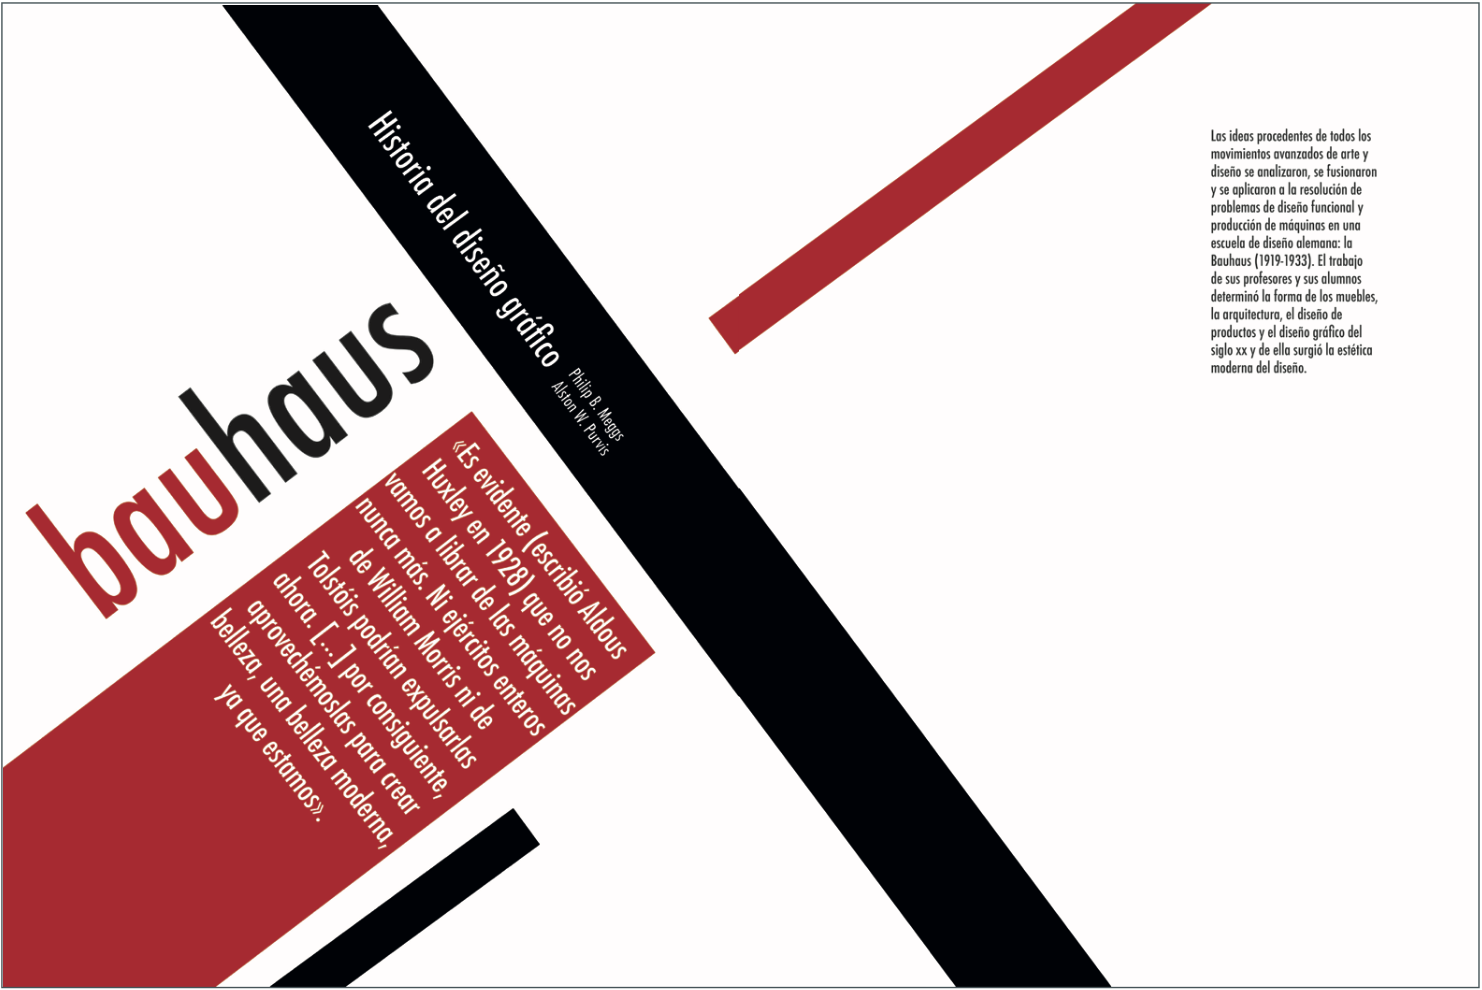 bauhaus
Historia del diseño gráfico
Philip B. Meggs
Alston W. Purvis
«Es evidente (escribió Aldous
Huxley en 1928) que no nos
vamos a librar de las máquinas
nunca más. Ni ejércitos enteros
de William Morris ni de
Tolstóis podrían expulsarlas
ahora. [...] por consiguiente,
aprovechémoslas para crear
belleza, una belleza moderna,
ya que estamos».
Las ideas procedentes de todos los
movimientos avanzados de arte y
diseño se analizaron, se fusionaron
y se aplicaron a la resolución de
problemas de diseño funcional y
producción de máquinas en una
escuela de diseño alemana: la
Bauhaus (1919-1933). El trabajo
de sus profesores y sus alumnos
determinó la forma de los muebles,
la arquitectura, el diseño de
productos y el diseño gráfico del
siglo xx y de ella surgió la estética
moderna del diseño.